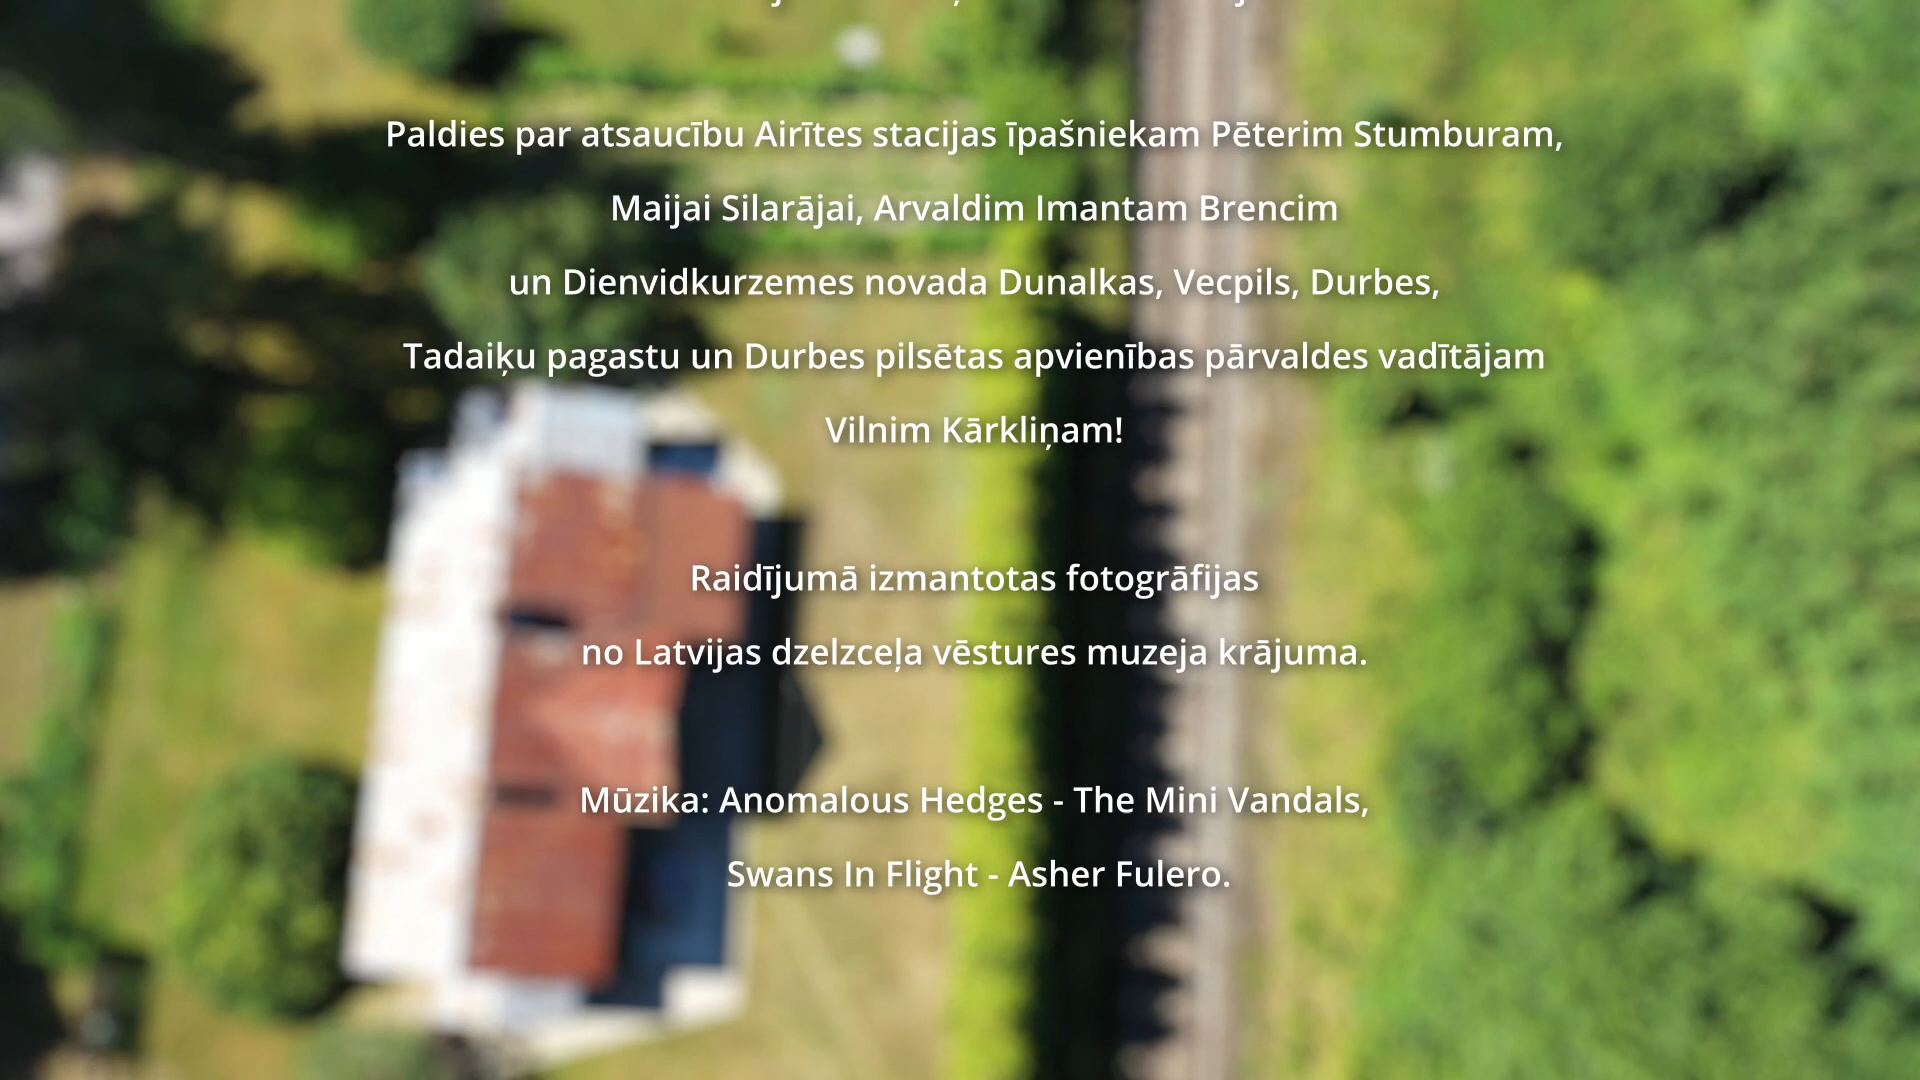 Paldies par atsaucību Airītes stacijas īpašniekam Pēterim Stumburam,
Maijai Silarājai, Arvaldim Imantam Brencim
un Dienvidkurzemes novada Dunalkas, Vecpils, Durbes,
Tadaiķu pagastu un Durbes pilsētas apvienības pārvaldes vadītājam
Vilnim Kārkliņam!
Raidījumā izmantotas fotogrāfijas
no Latvijas dzelzceļa vēstures muzeja krājuma.
Mūzika: Anomalous Hedges - The Mini Vandals,
Swans In Flight - Asher Fulero.